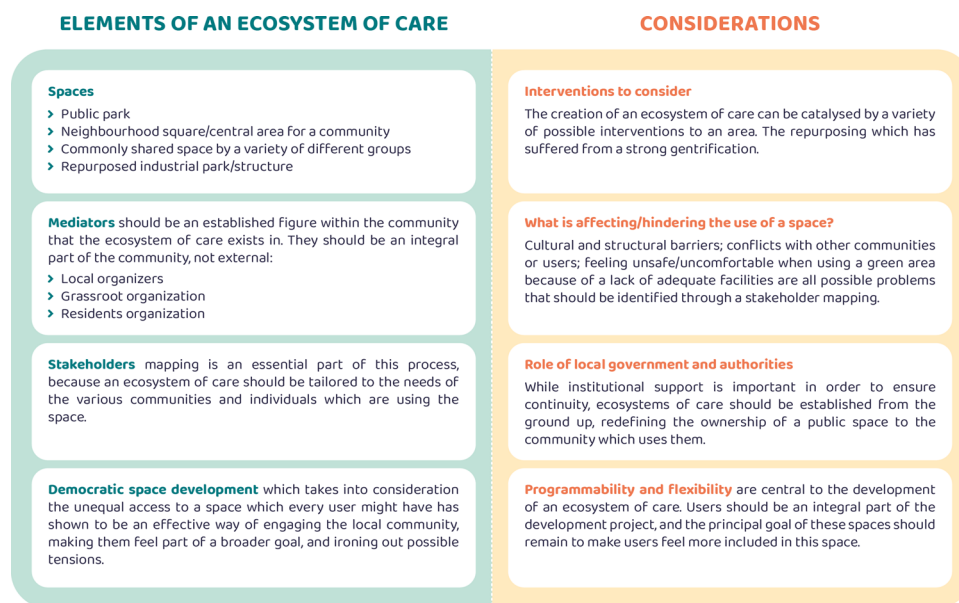 ELEMENTS OF AN ECOSYSTEM OF CARE
Spaces
Public park
Neighbourhood square/central area for a community
Commonly shared space by a variety of different groups
Repurposed industrial park/structure
Mediators should be an established figure within the community
that the ecosystem of care exists in. They should be an integral
part of the community, not external:
Local organizers
Grassroot organization
Residents organization
Stakeholders mapping is an essential part of this process,
because an ecosystem of care should be tailored to the needs of
the various communities and individuals which are using the
space.
Democratic space development which takes into consideration
the unequal access to a space which every user might have has
shown to be an effective way of engaging the local community,
making them feel part of a broader goal, and ironing out possible
tensions.
CONSIDERATIONS
Interventions to consider
The creation of an ecosystem of care can be catalysed by a variety
of possible interventions to an area. The repurposing which has
suffered from a strong gentrification.
What is affecting/hindering the use of a space?
Cultural and structural barriers; conflicts with other communities
or users; feeling unsafe/uncomfortable when using a green area
because of a lack of adequate facilities are all possible problems
that should be identified through a stakeholder mapping.
Role of local government and authorities
While institutional support is important in order to ensure
continuity, ecosystems of care should be established from the
ground up, redefining the ownership of a public space to the
community which uses them.
Programmability and flexibility are central to the development
of an ecosystem of care. Users should be an integral part of the
development project, and the principal goal of these spaces should
remain to make users feel more included in this space.